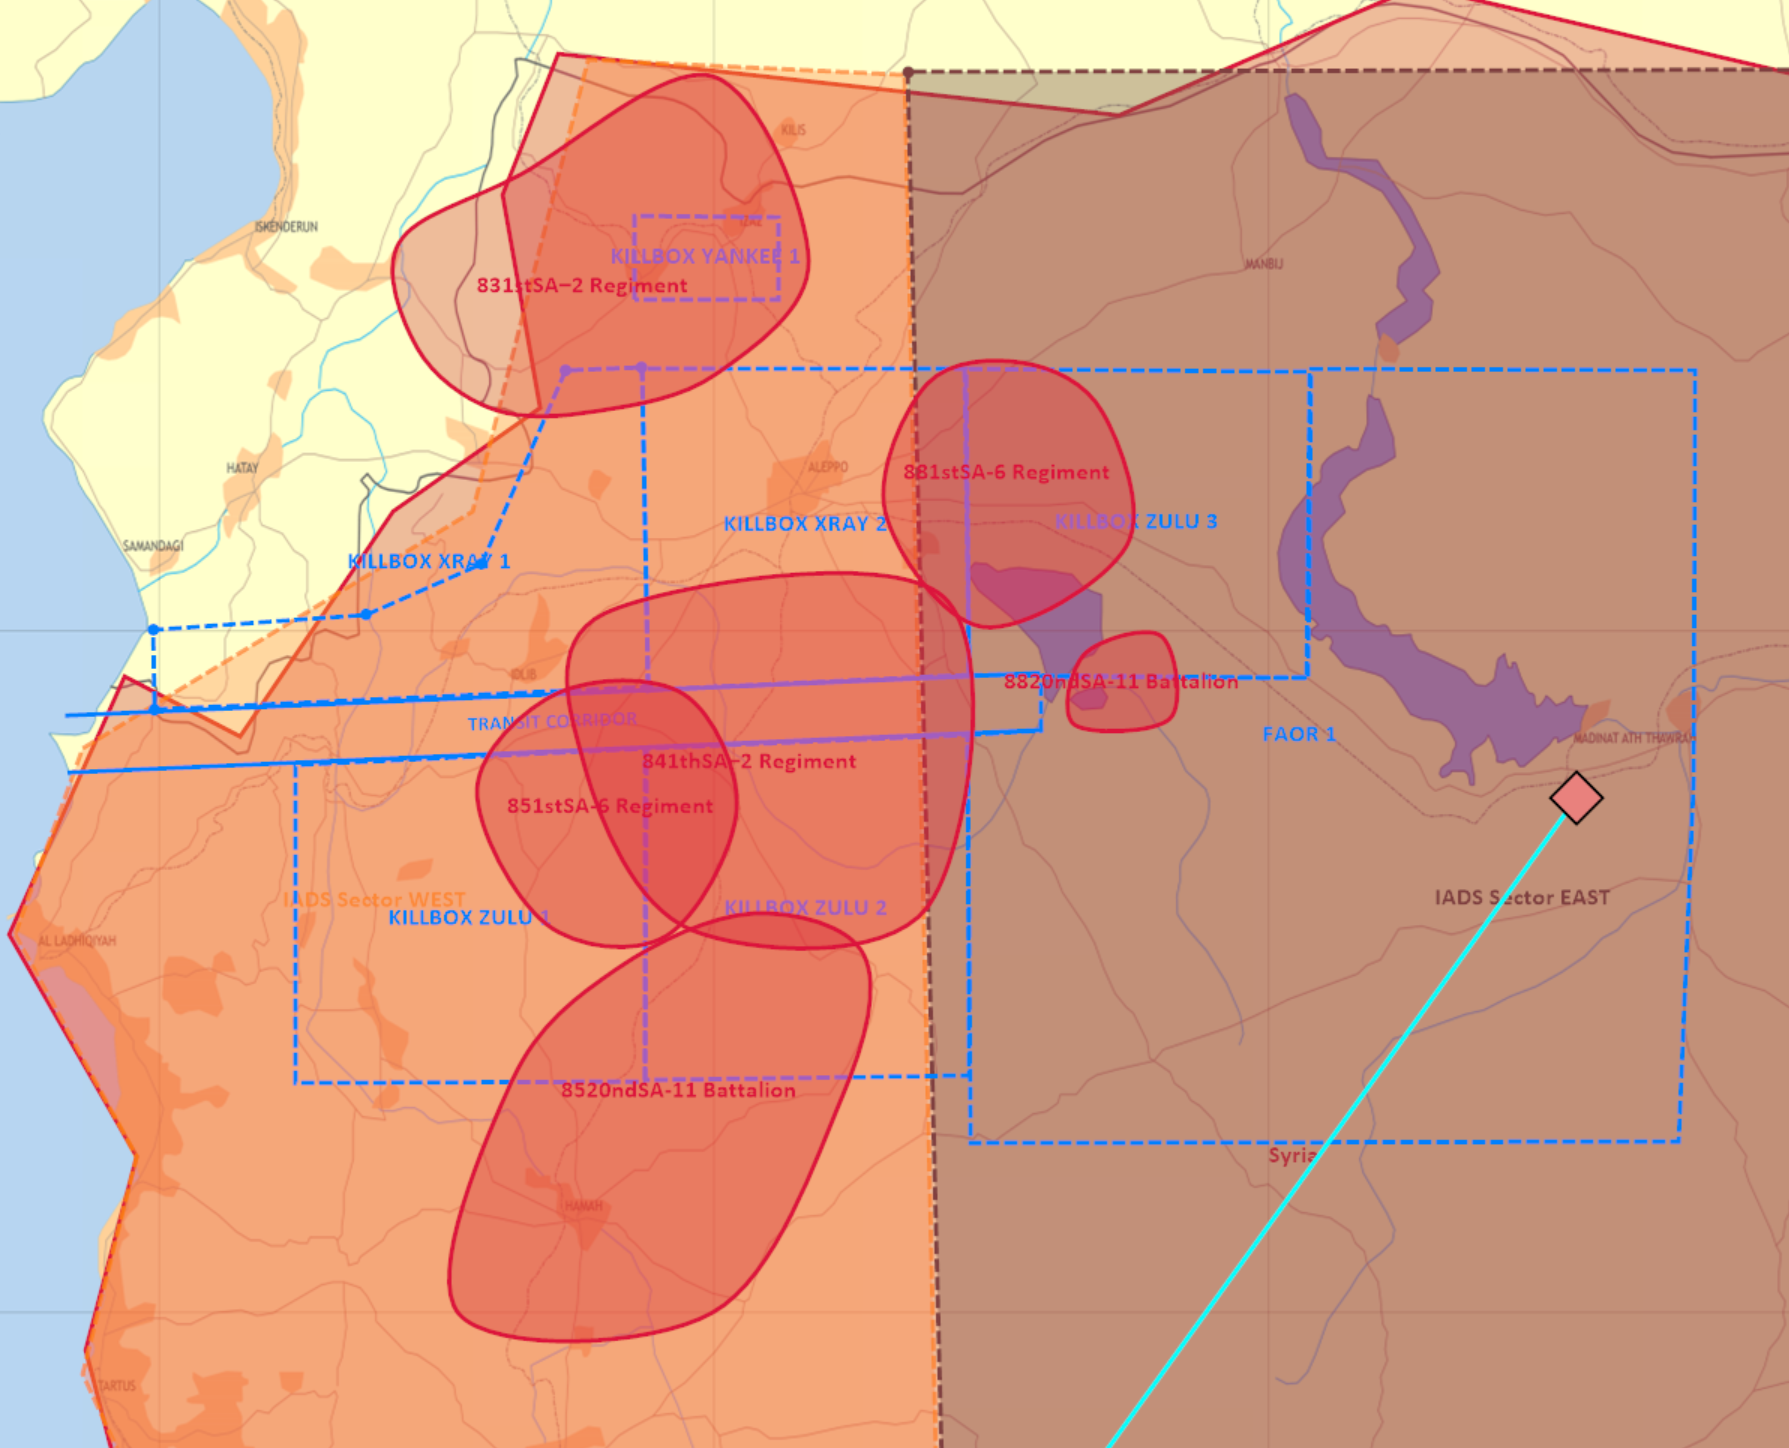 KILIS
ISKENDERUN
IZAZ
KILLBOX YANKEE 1
MANBIJ
831stSA-2 Regiment
HATAY
ALEPPO
881stSA-6 Regiment
KILLBOX XRAY 2
KILLBOX ZULU 3
SAMANDAGI
KILLBOX XRAY 1
IDLIB
8820ndSA-11 Battalion
TRANSIT CORRIDOR
FAOR 1
MADINAT ATH THAWRAH
841thSA-2 Regiment
851stSA-6 Regiment
IADS Sector WEST
IADS Sector EAST
KILLBOX ZULU 1
KILLBOX ZULU 2
AL LADHIQIYAH
8520ndSA-11 Battalion
Syria
HAMAH
TARTUS